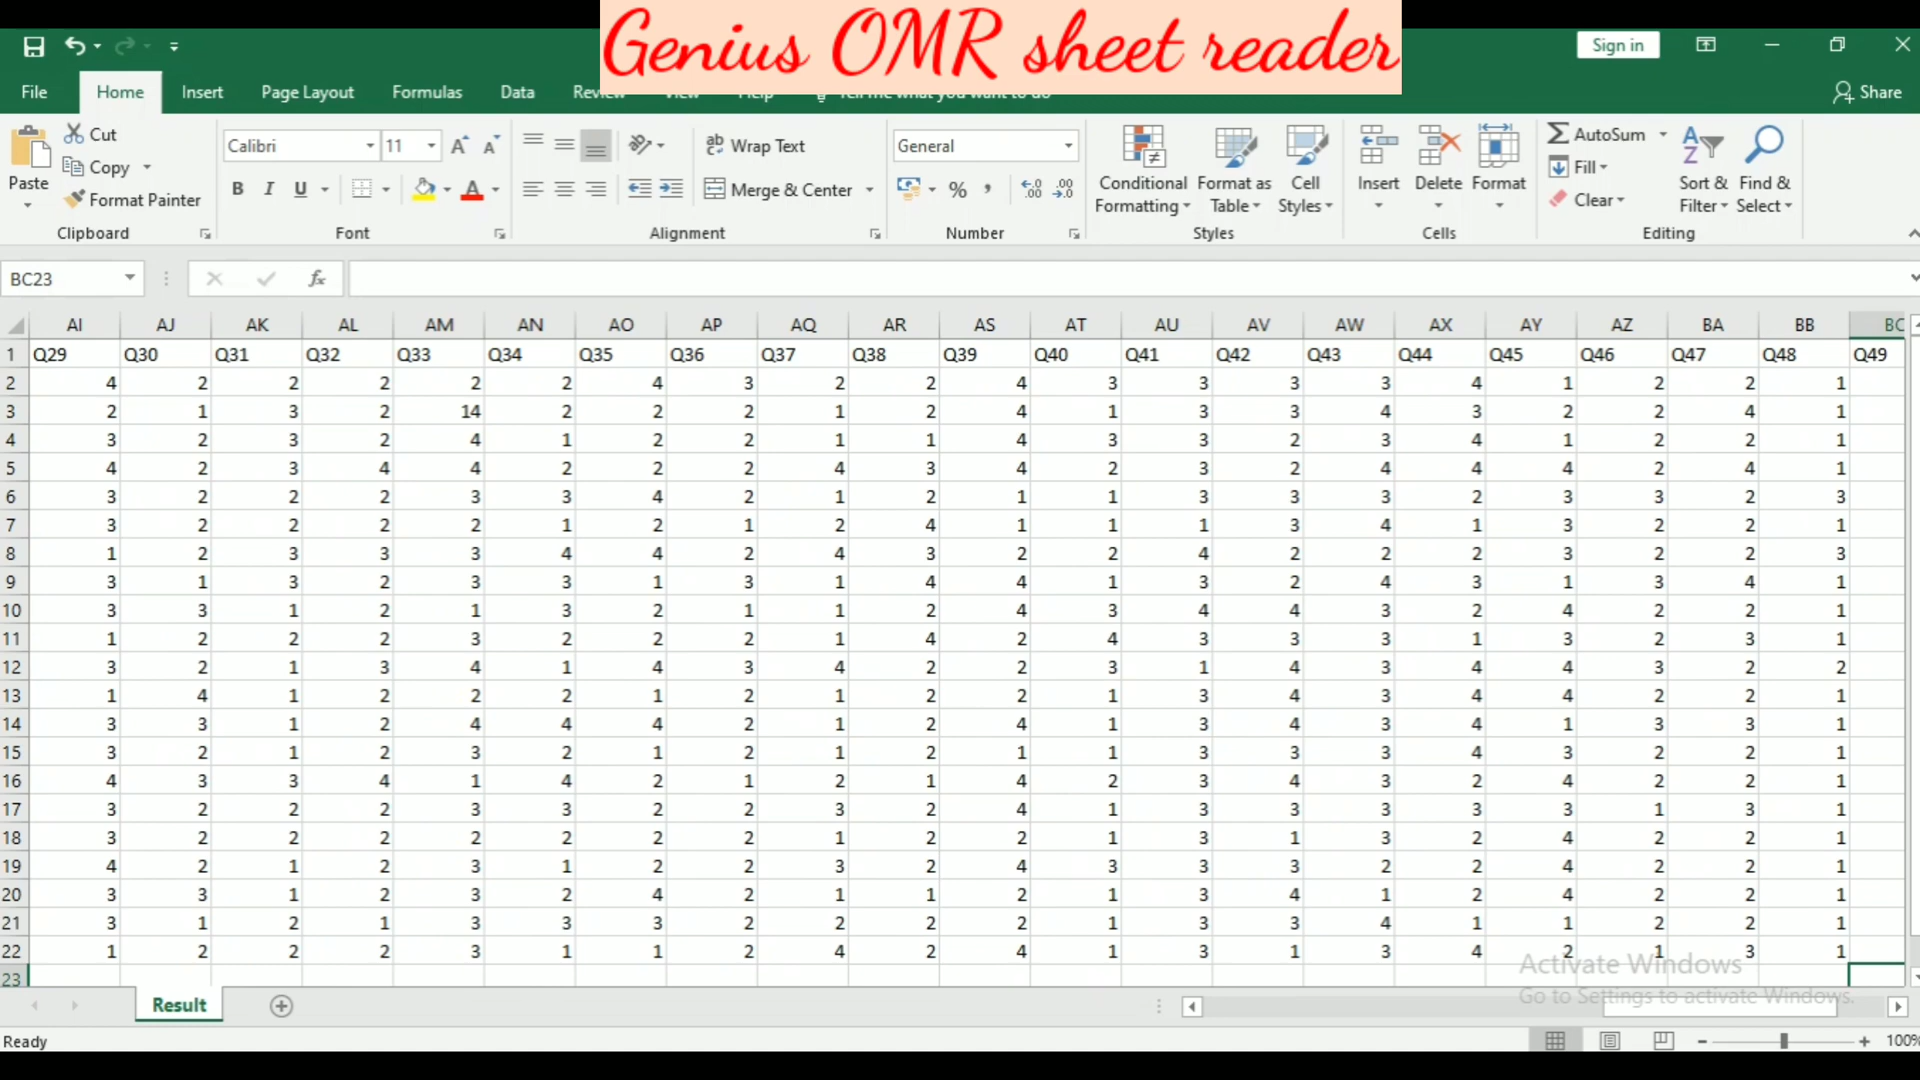 Genius OMR sheet reader
Sign in
File Home Insert Page Layout Formulas Data Review View Help Tell me what you want to do Share
Paste Cut Copy Format Painter Clipboard
Calibri 11 B I U Font
Wrap Text Merge & Center Alignment
General % Number
Conditional Formatting Format as Table Cell Styles Styles
Insert Delete Format Cells
AutoSum Fill Clear Sort & Filter Find & Select Editing
BC23 fx
AI AJ AK AL AM AN AO AP AQ AR AS AT AU AV AW AX AY AZ BA BB BC
1 Q29 Q30 Q31 Q32 Q33 Q34 Q35 Q36 Q37 Q38 Q39 Q40 Q41 Q42 Q43 Q44 Q45 Q46 Q47 Q48 Q49
2 4 2 2 2 2 2 4 3 2 2 4 3 3 3 3 4 1 2 2 1
3 2 1 3 2 14 2 2 2 1 2 4 1 3 3 4 3 2 2 4 1
4 3 2 3 2 4 1 2 2 1 1 4 3 3 2 3 4 1 2 2 1
5 4 2 3 4 4 2 2 2 4 3 4 2 3 2 4 4 4 2 4 1
6 3 2 2 2 3 3 4 2 1 2 1 1 3 3 3 2 3 3 2 3
7 3 2 2 2 2 1 2 1 2 4 1 1 1 3 4 1 3 2 2 1
8 1 2 3 3 3 4 4 2 4 3 2 2 4 2 2 2 3 2 2 3
9 3 1 3 2 3 3 1 3 1 4 4 1 3 2 4 3 1 3 4 1
10 3 3 1 2 1 3 2 1 1 2 4 3 4 4 3 2 4 2 2 1
11 1 2 2 2 3 2 2 2 1 4 2 4 3 3 3 1 3 2 3 1
12 3 2 1 3 4 1 4 3 4 2 2 3 1 4 3 4 4 3 2 2
13 1 4 1 2 2 2 1 2 1 2 2 1 3 4 3 4 4 2 2 1
14 3 3 1 2 4 4 4 2 1 2 4 1 3 4 3 4 1 3 3 1
15 3 2 1 2 3 2 1 2 1 2 1 1 3 3 3 4 3 2 2 1
16 4 3 3 4 1 4 2 1 2 1 4 2 3 4 3 2 4 2 2 1
17 3 2 2 2 3 3 2 2 3 2 4 1 3 3 3 3 3 1 3 1
18 3 2 2 2 2 2 2 2 1 2 2 1 3 1 3 2 4 2 2 1
19 4 2 1 2 3 1 2 2 3 2 4 3 3 3 2 2 4 2 2 1
20 3 3 1 2 3 2 4 2 1 1 2 1 3 4 1 2 4 2 2 1
21 3 1 2 1 3 3 3 2 2 2 2 1 3 3 4 1 1 2 2 1
22 1 2 2 2 3 1 1 2 4 2 4 1 3 1 3 4 2 1 3 1
23
Activate Windows
Go to Settings to activate Windows.
Result
Ready 100%